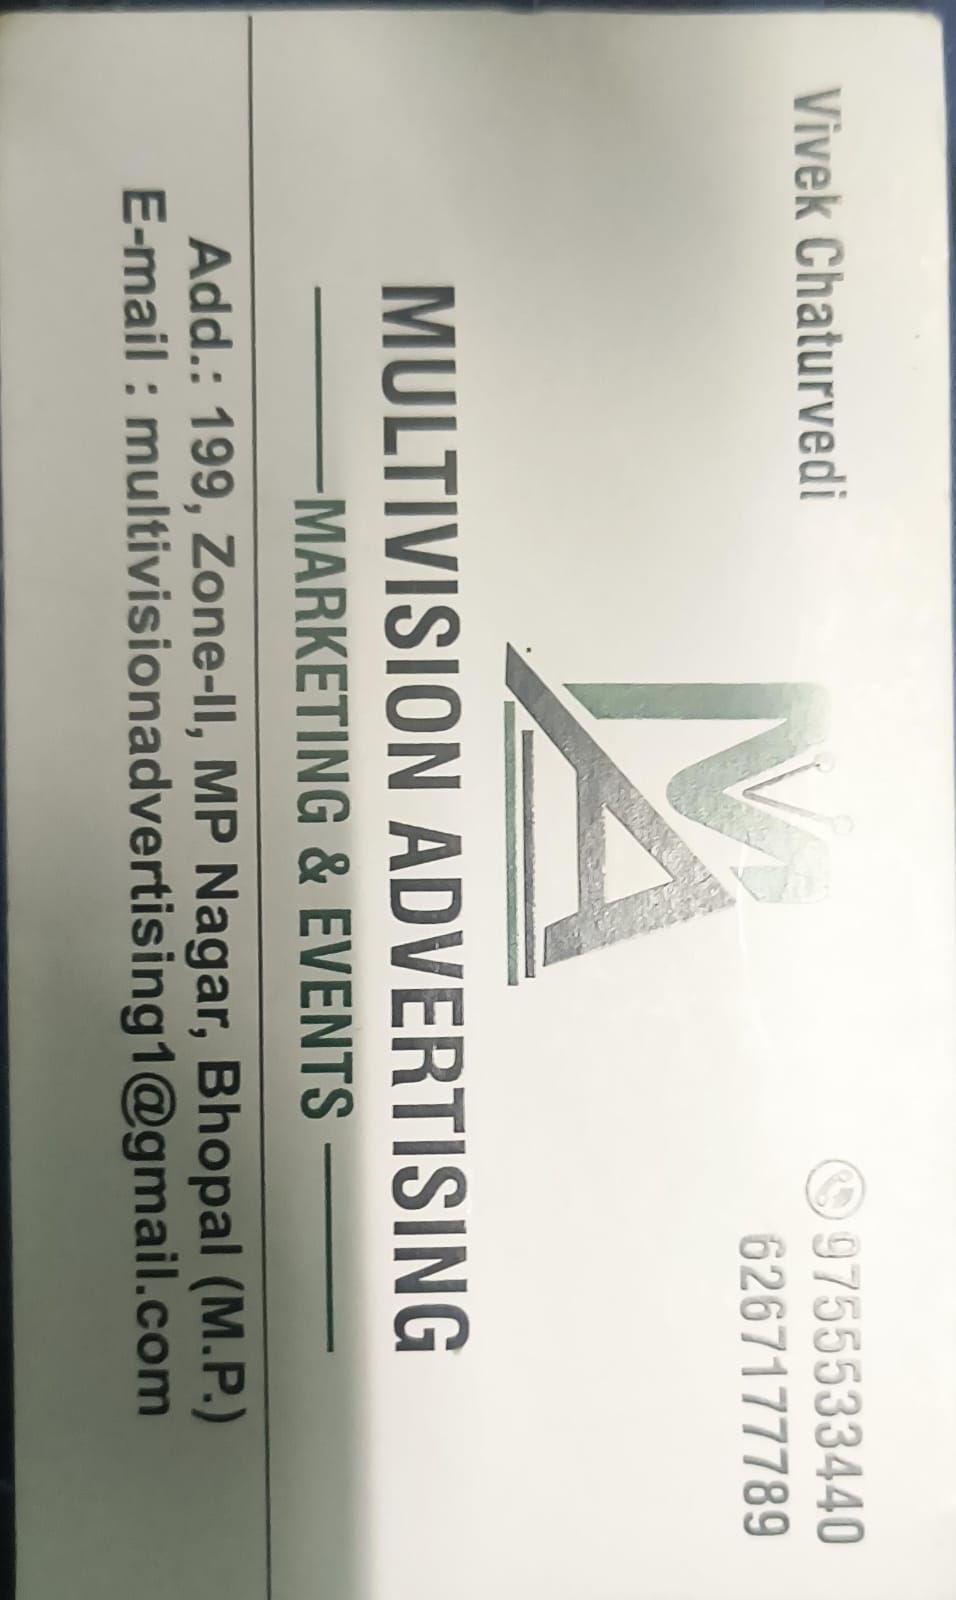 Vivek Chaturvedi
9755533440
6267177789
MA
MULTIVISION ADVERTISING
MARKETING & EVENTS
Add.: 199, Zone-II, MP Nagar, Bhopal (M.P.)
E-mail : multivisionadvertising1@gmail.com